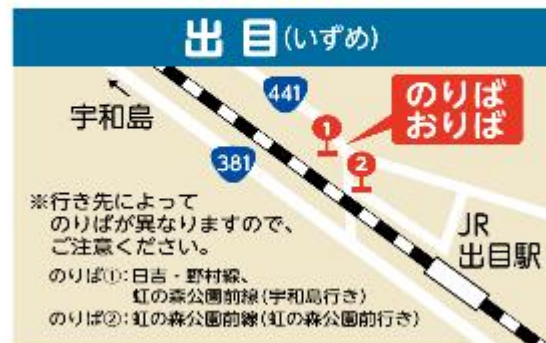 出目(いずめ)
宇和島
441
381
のりば
おりば
1
2
※行き先によって
のりばが異なりますので、
ご注意ください。
のりば①:日吉・野村線、
虹の森公園前線(宇和島行き)
のりば②:虹の森公園前線(虹の森公園前行き)
JR
出目駅